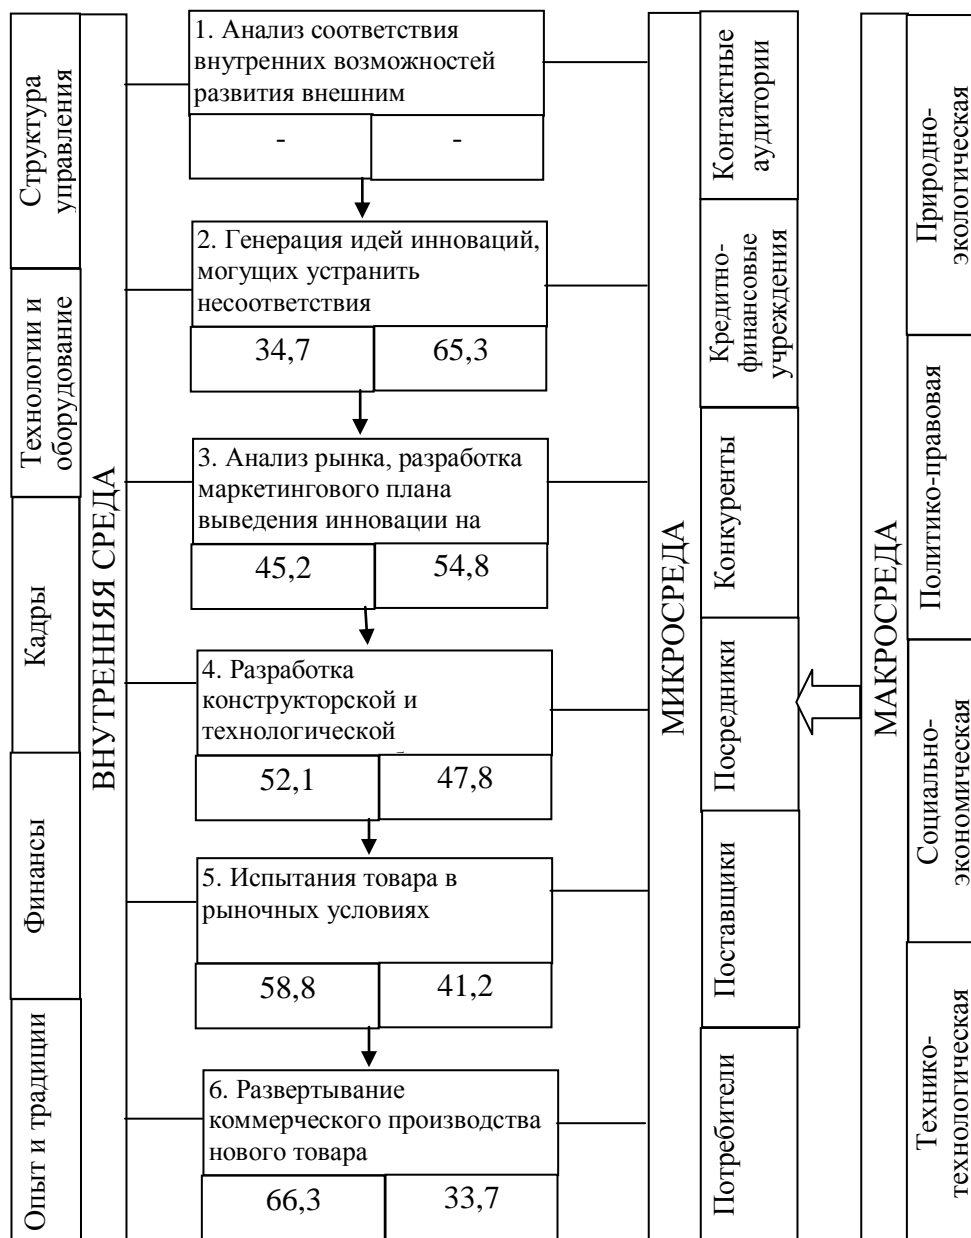 Структура
управления
Технологии и
оборудование
Кадры
Финансы
Опыт и традиции
ВНУТРЕННЯЯ СРЕДА
1. Анализ соответствия
внутренних возможностей
развития внешним
- -
2. Генерация идей инноваций,
могущих устранить
несоответствия
34,7 65,3
3. Анализ рынка, разработка
маркетингового плана
выведения инновации на
45,2 54,8
4. Разработка
конструкторской и
технологической
52,1 47,8
5. Испытания товара в
рыночных условиях
58,8 41,2
6. Развертывание
коммерческого производства
нового товара
66,3 33,7
МИКРОСРЕДА
Контактные
аудитории
Кредитно-
финансовые
учреждения
Конкуренты
Посредники
Поставщики
Потребители
МАКРОСРЕДА
Природно-
экологическая
Политико-правовая
Социально-
экономическая
Технико-
технологическая